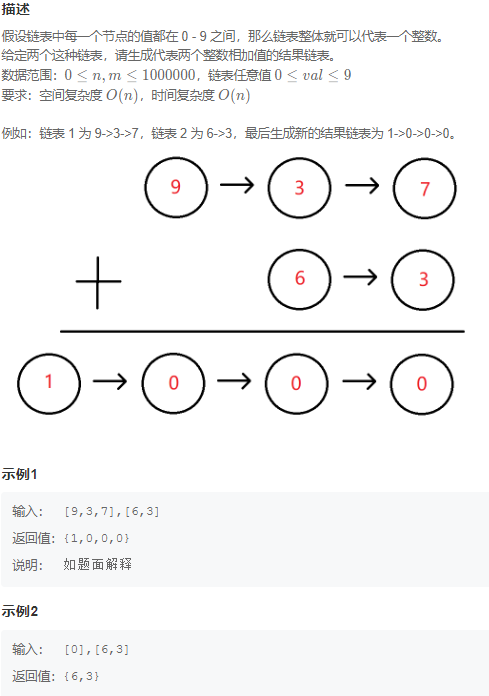 描述
假设链表中每一个节点的值都在 0 - 9 之间，那么链表整体就可以代表一个整数。
给定两个这种链表，请生成代表两个整数相加值的结果链表。
数据范围：0 ≤ n, m ≤ 1000000，链表任意值 0 ≤ val ≤ 9
要求：空间复杂度 O(n)，时间复杂度 O(n)
例如：链表 1 为 9->3->7，链表 2 为 6->3，最后生成新的结果链表为 1->0->0->0。
9 → 3 → 7
+ 6 → 3
1 → 0 → 0 → 0
示例1
输入： [9,3,7],[6,3]
返回值：{1,0,0,0}
说明： 如题面解释
示例2
输入： [0],[6,3]
返回值：{6,3}